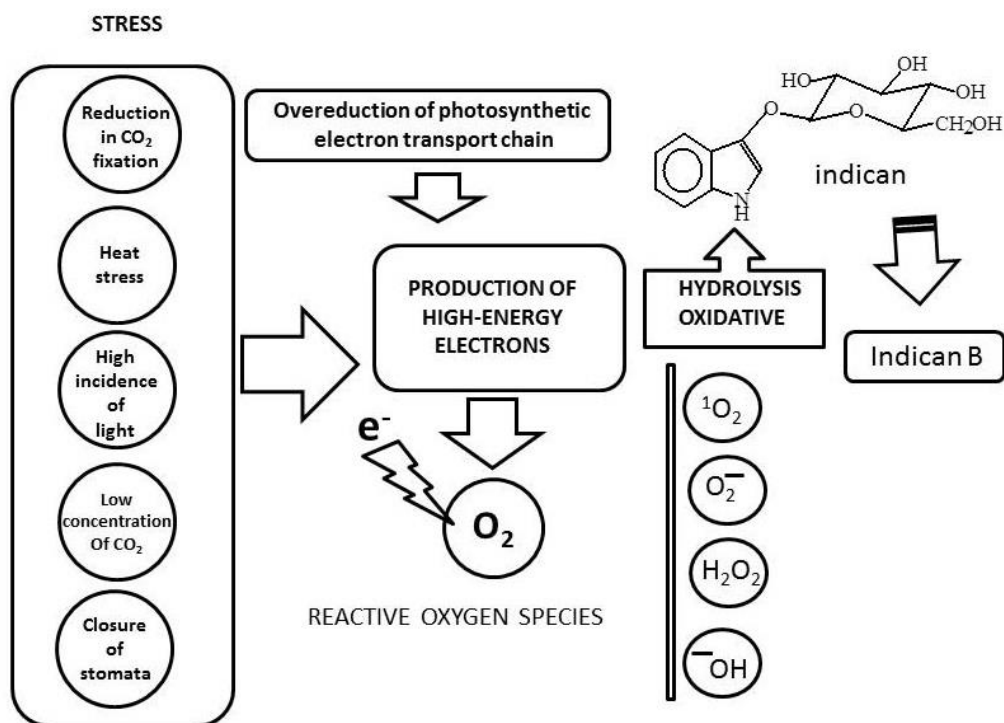 STRESS
Reduction
in CO₂
fixation
Heat
stress
High
incidence
of
light
Low
concentration
Of CO₂
Closure
of
stomata
Overeduction of photosynthetic
electron transport chain
PRODUCTION OF
HIGH-ENERGY
ELECTRONS
e⁻
O₂
REACTIVE OXYGEN SPECIES
OH
OH
HO
OH
O
O
CH₂OH
N
H
indican
HYDROLYSIS
OXIDATIVE
Indican B
¹O₂
O₂⁻
H₂O₂
⁻OH